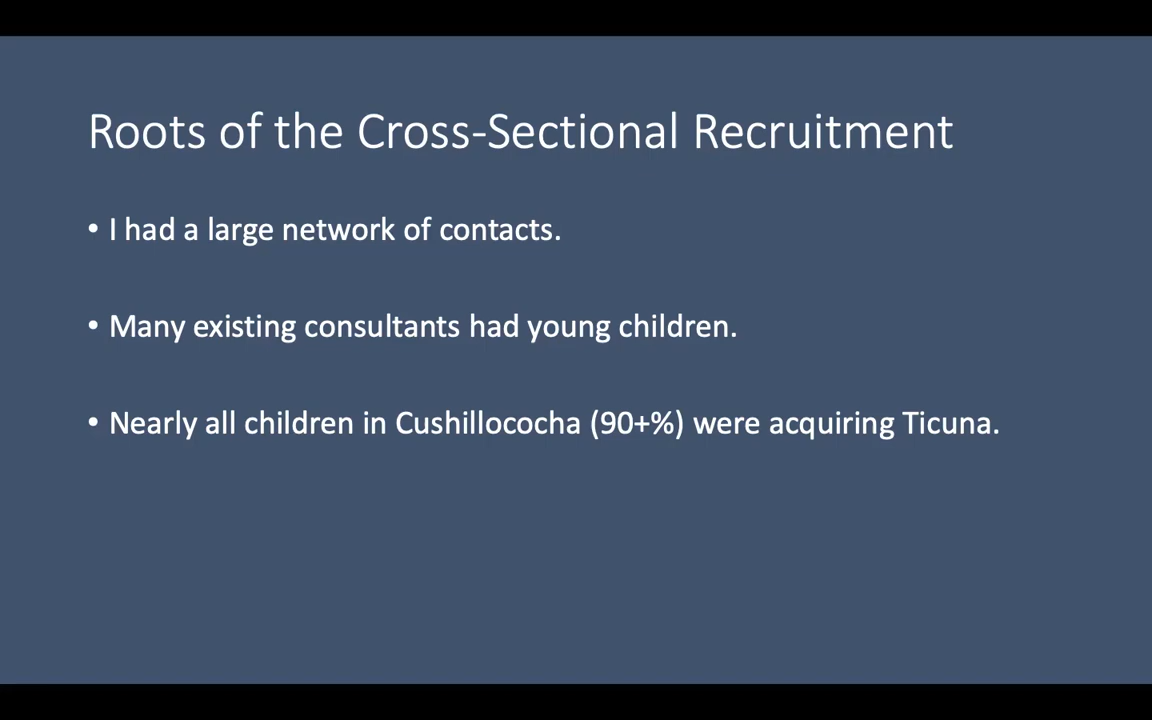 Roots of the Cross-Sectional Recruitment
• I had a large network of contacts.
• Many existing consultants had young children.
• Nearly all children in Cushillococha (90+%) were acquiring Ticuna.